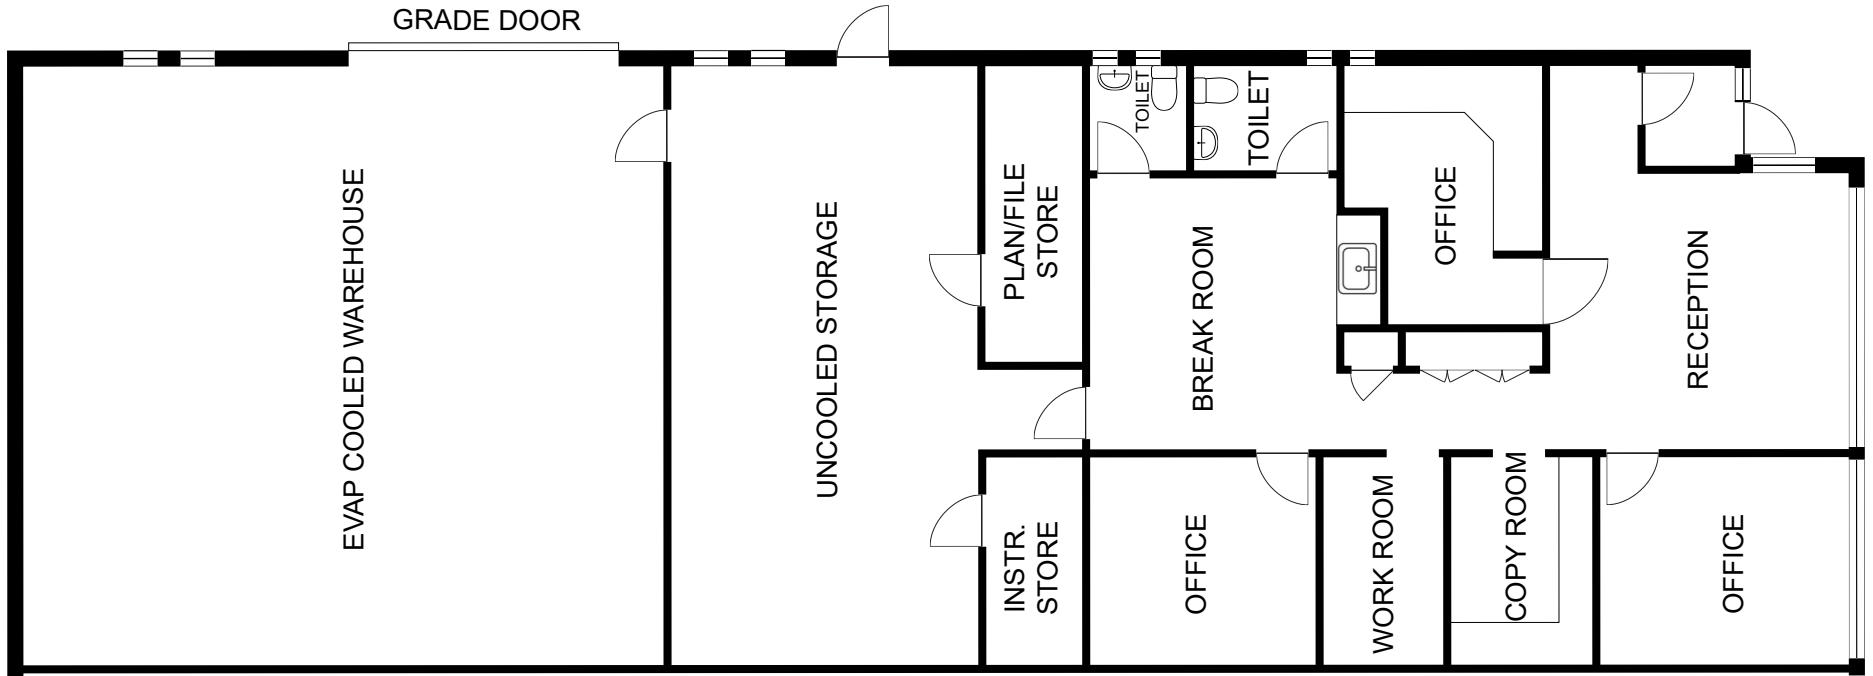 GRADE DOOR
EVAP COOLED WAREHOUSE
UNCOOLED STORAGE
PLAN/FILE
STORE
INSTR.
STORE
TOILET
TOILET
BREAK ROOM
OFFICE
RECEPTION
OFFICE
WORK ROOM
COPY ROOM
OFFICE